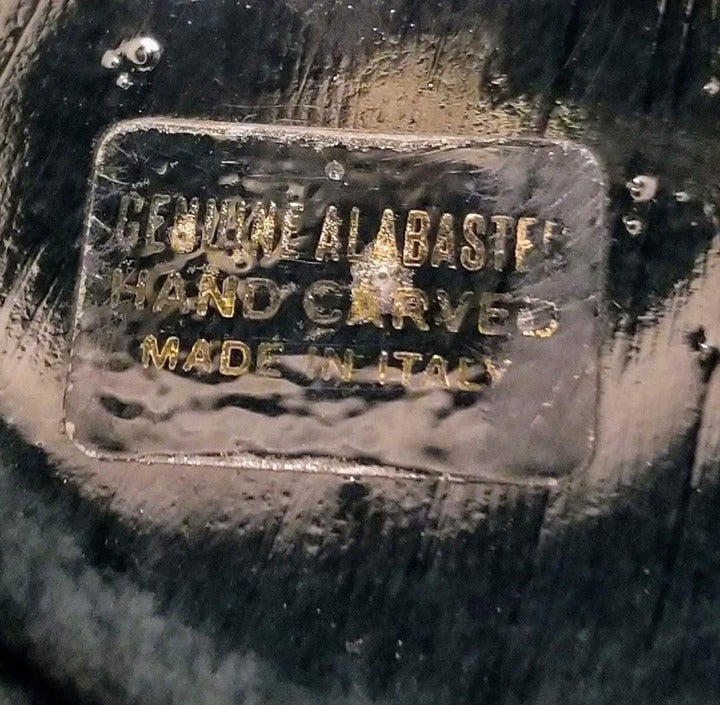 GENUINE ALABASTER
HAND CARVED
MADE IN ITALY